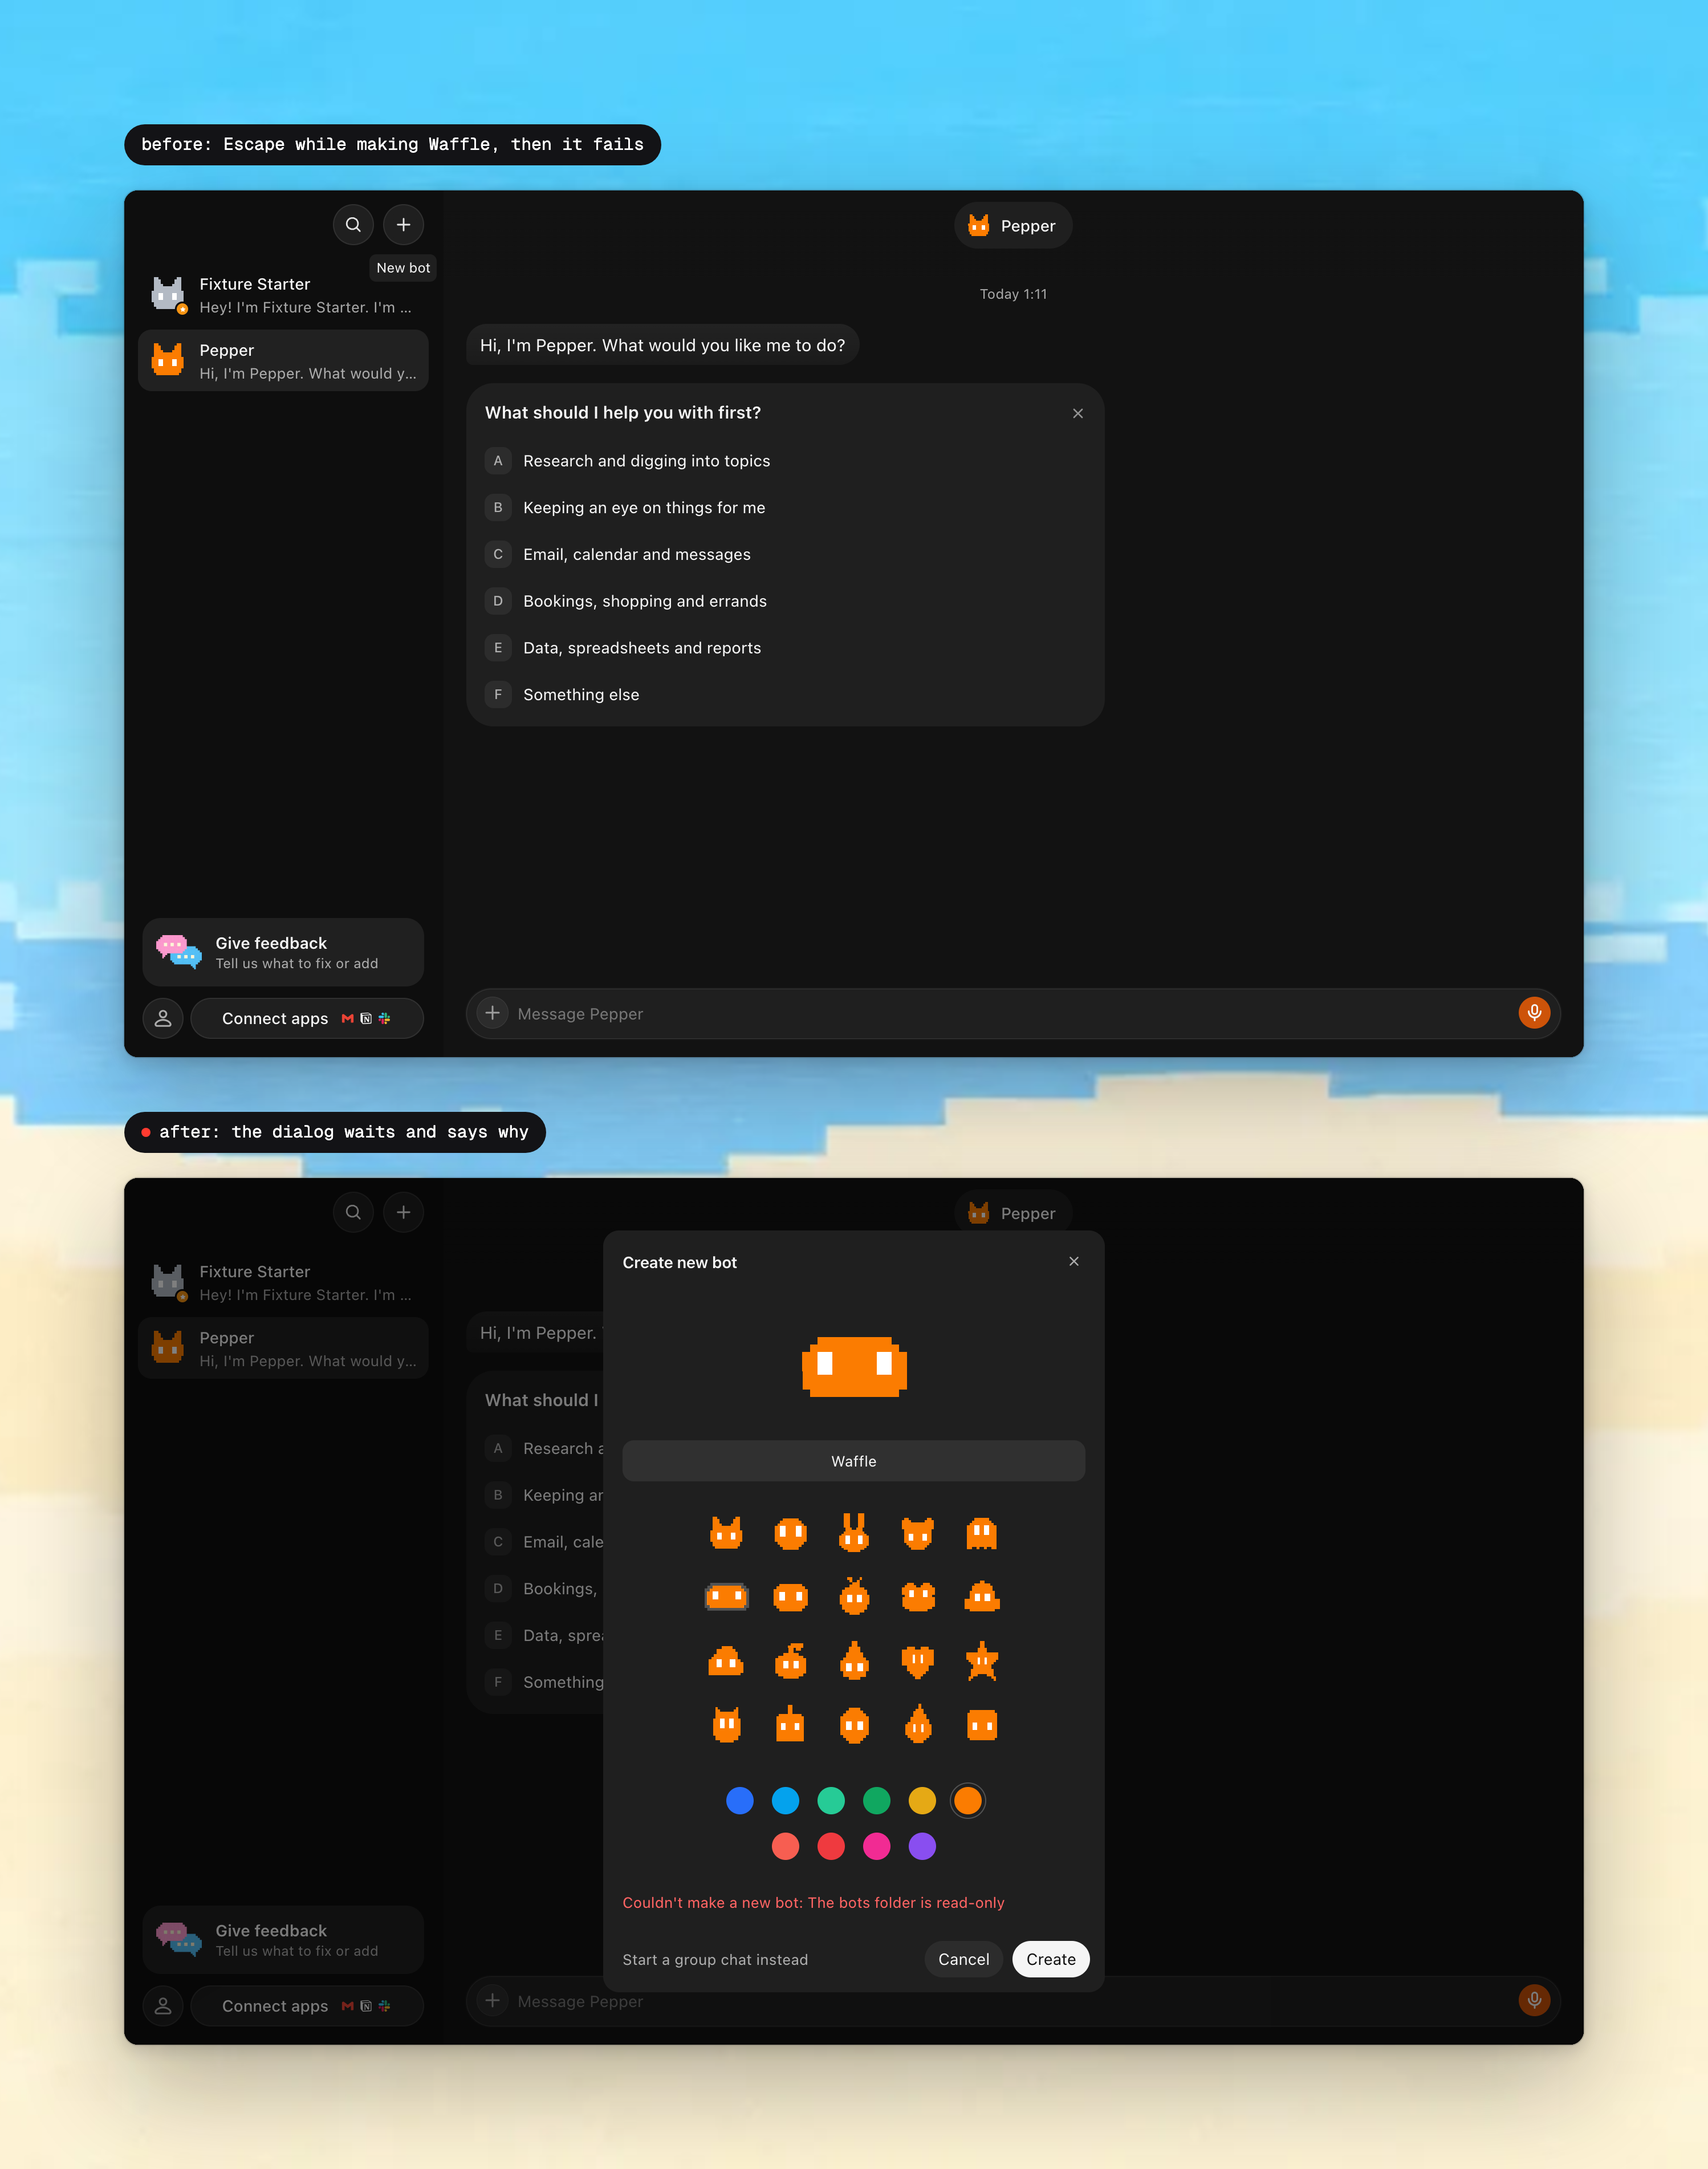 before: Escape while making Waffle, then it fails
Pepper
New bot
Fixture Starter
Hey! I'm Fixture Starter. I'm ...
Pepper
Hi, I'm Pepper. What would y...
Today 1:11
Hi, I'm Pepper. What would you like me to do?
What should I help you with first?
A Research and digging into topics
B Keeping an eye on things for me
C Email, calendar and messages
D Bookings, shopping and errands
E Data, spreadsheets and reports
F Something else
Give feedback
Tell us what to fix or add
Connect apps
Message Pepper
after: the dialog waits and says why
Pepper
Fixture Starter
Hey! I'm Fixture Starter. I'm ...
Pepper
Hi, I'm Pepper. What would y...
Hi, I'm Pepper.
What should I
A Research a
B Keeping ar
C Email, cale
D Bookings,
E Data, sprea
F Something
Create new bot
Waffle
Couldn't make a new bot: The bots folder is read-only
Start a group chat instead
Cancel
Create
Give feedback
Tell us what to fix or add
Connect apps
Message Pepper